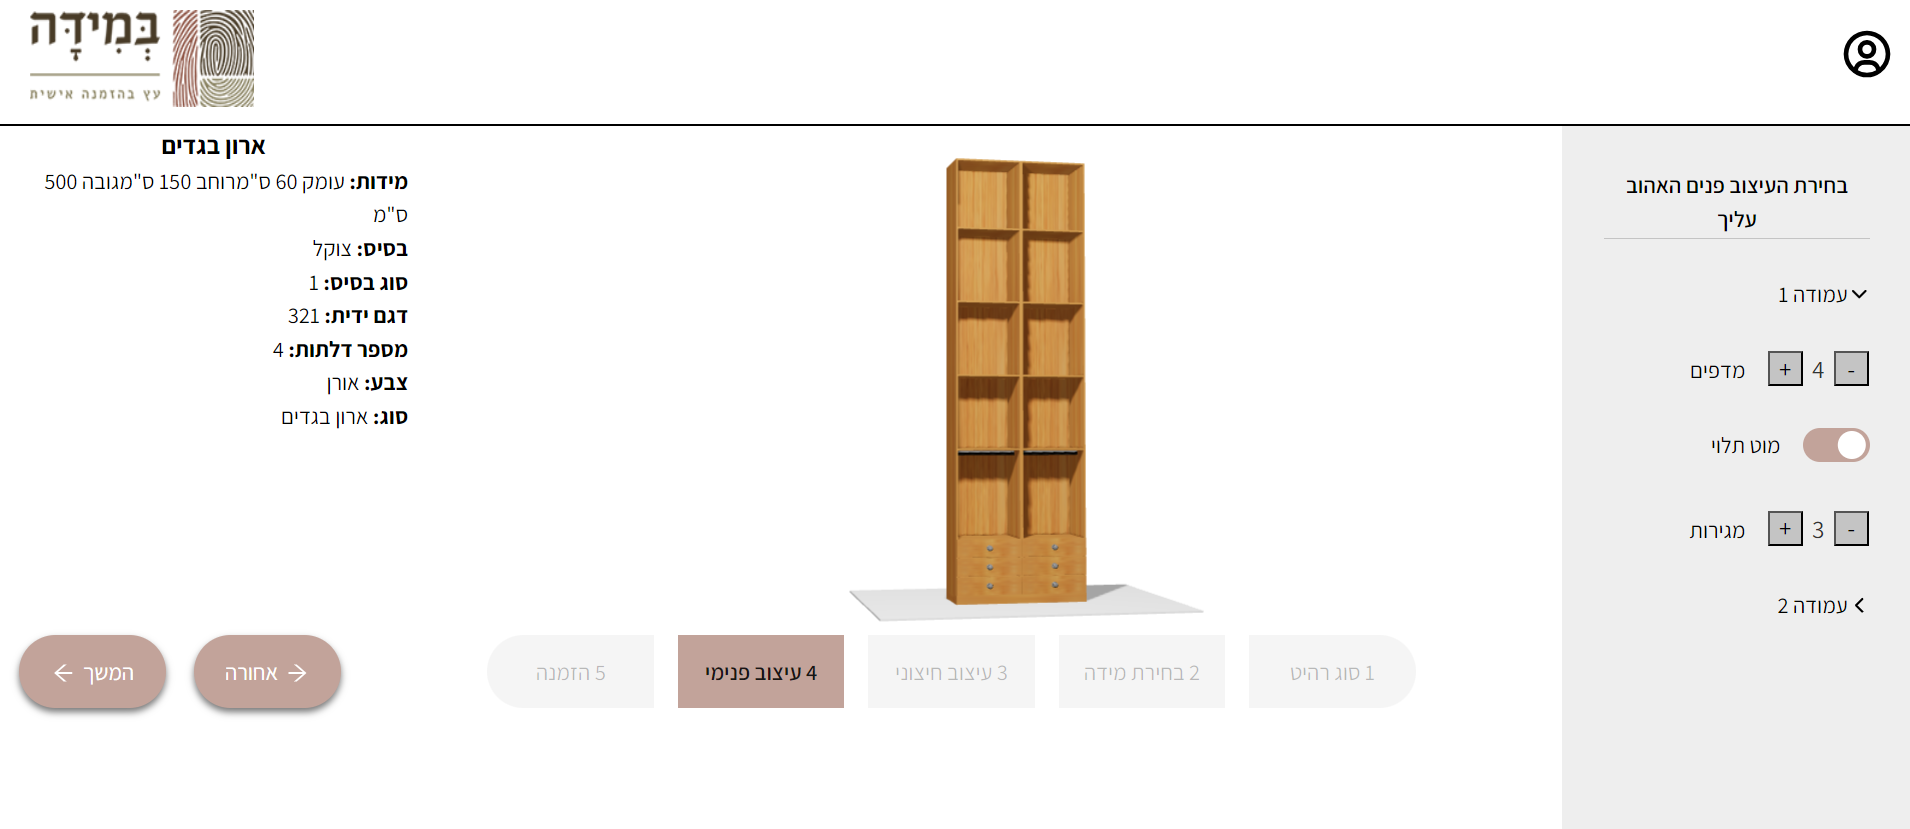 בְּמִידָּה
עץ בהזמנה אישית
בחירת העיצוב פנים האהוב
עליך
עמודה 1
- 4 + מדפים
מוט תלוי
- 3 + מגירות
עמודה 2
ארון בגדים
מידות: עומק 60 ס"מרוחב 150 ס"מגובה 500
ס"מ
בסיס: צוקל
סוג בסיס: 1
דגם ידית: 321
מספר דלתות: 4
צבע: אורן
סוג: ארון בגדים
1 סוג רהיט
2 בחירת מידה
3 עיצוב חיצוני
4 עיצוב פנימי
5 הזמנה
→ אחורה
המשך ←